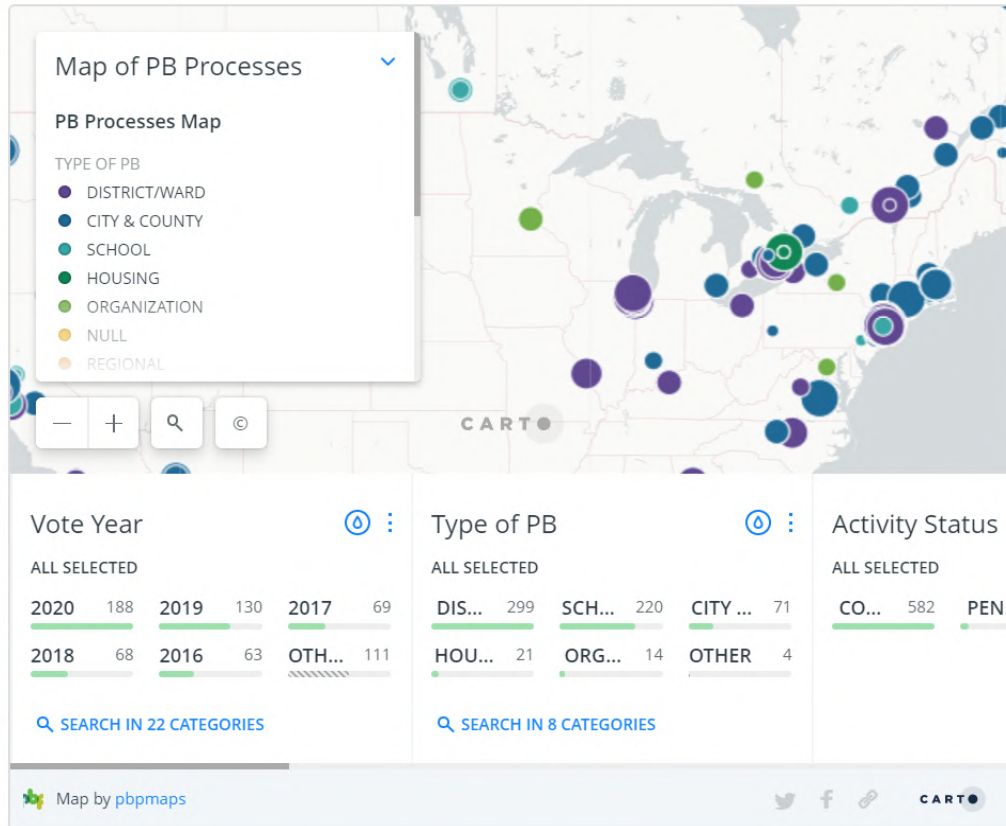 Map of PB Processes
PB Processes Map
TYPE OF PB
DISTRICT/WARD
CITY & COUNTY
SCHOOL
HOUSING
ORGANIZATION
NULL
REGIONAL
©
CARTO
Vote Year
ALL SELECTED
2020 188 2019 130 2017 69
2018 68 2016 63 OTH... 111
SEARCH IN 22 CATEGORIES
Type of PB
ALL SELECTED
DIS... 299 SCH... 220 CITY ... 71
HOU... 21 ORG... 14 OTHER 4
SEARCH IN 8 CATEGORIES
Activity Status
ALL SELECTED
CO... 582 PEN
Map by pbpmaps
CARTO